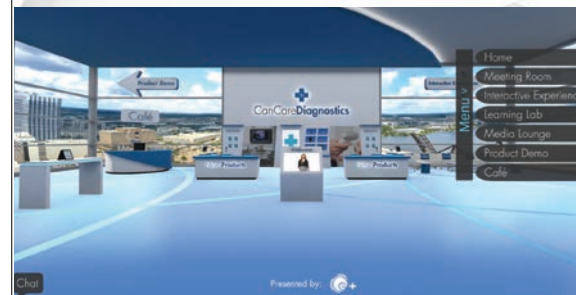 Product Demo
Café
CanCareDiagnostics
Products
Products
Menu
Home
Meeting Room
Interactive Experienc
Learning Lab
Media Lounge
Product Demo
Café
Chat
Presented by: